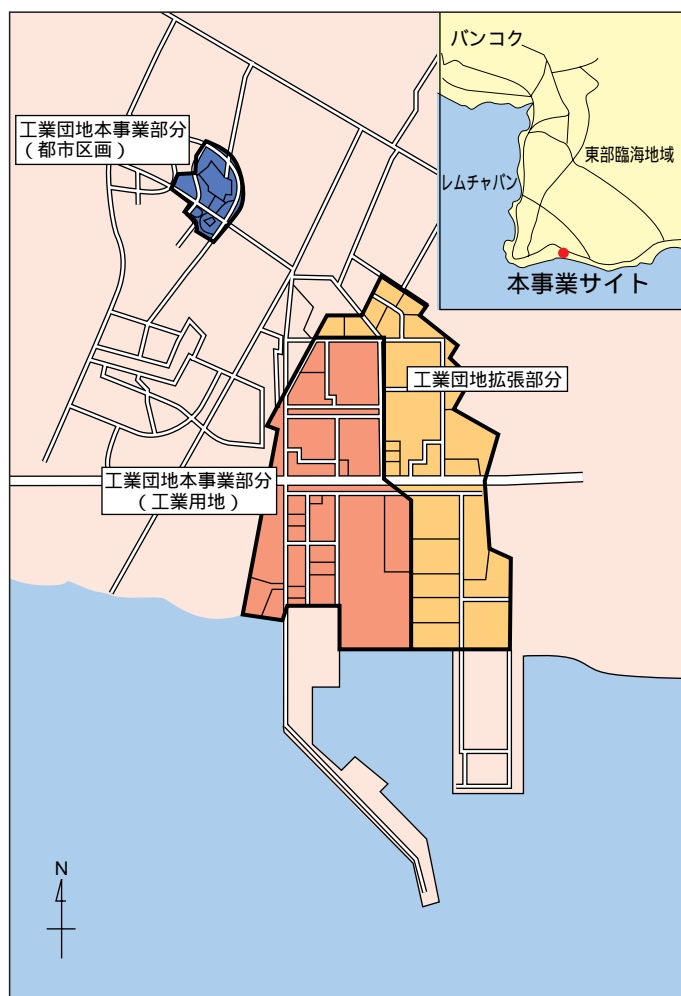 バンコク
工業団地本事業部分
（都市区画）
東部臨海地域
レムチャバン
本事業サイト
工業団地拡張部分
工業団地本事業部分
（工業用地）
N